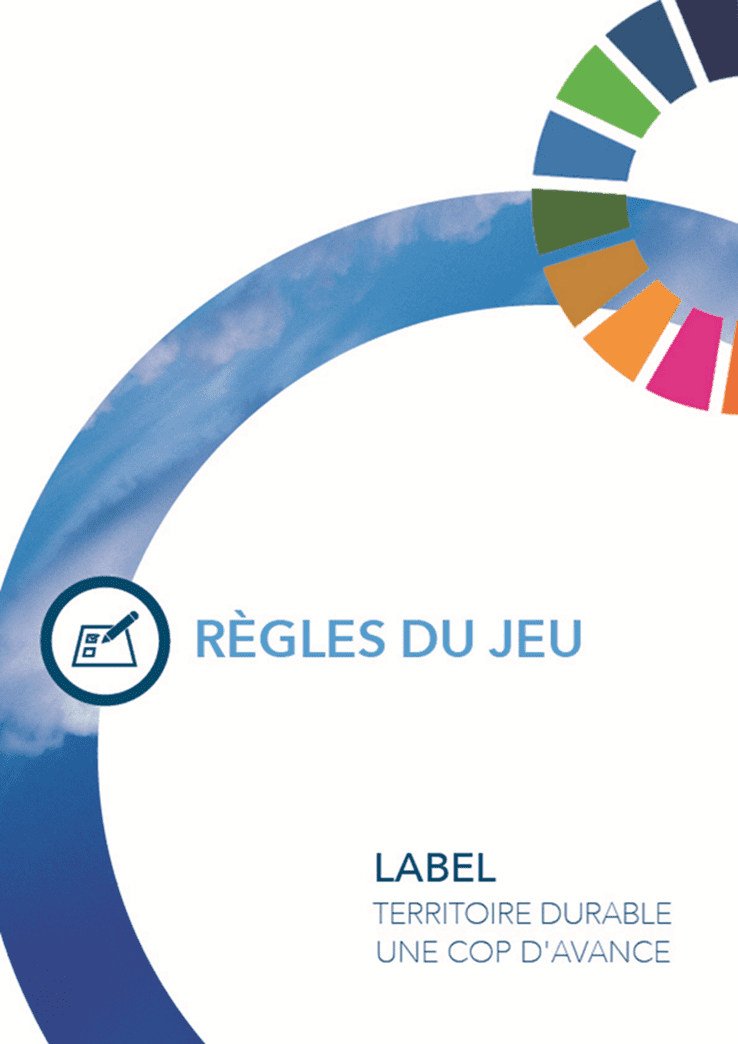 RÈGLES DU JEU
LABEL
TERRITOIRE DURABLE
UNE COP D'AVANCE